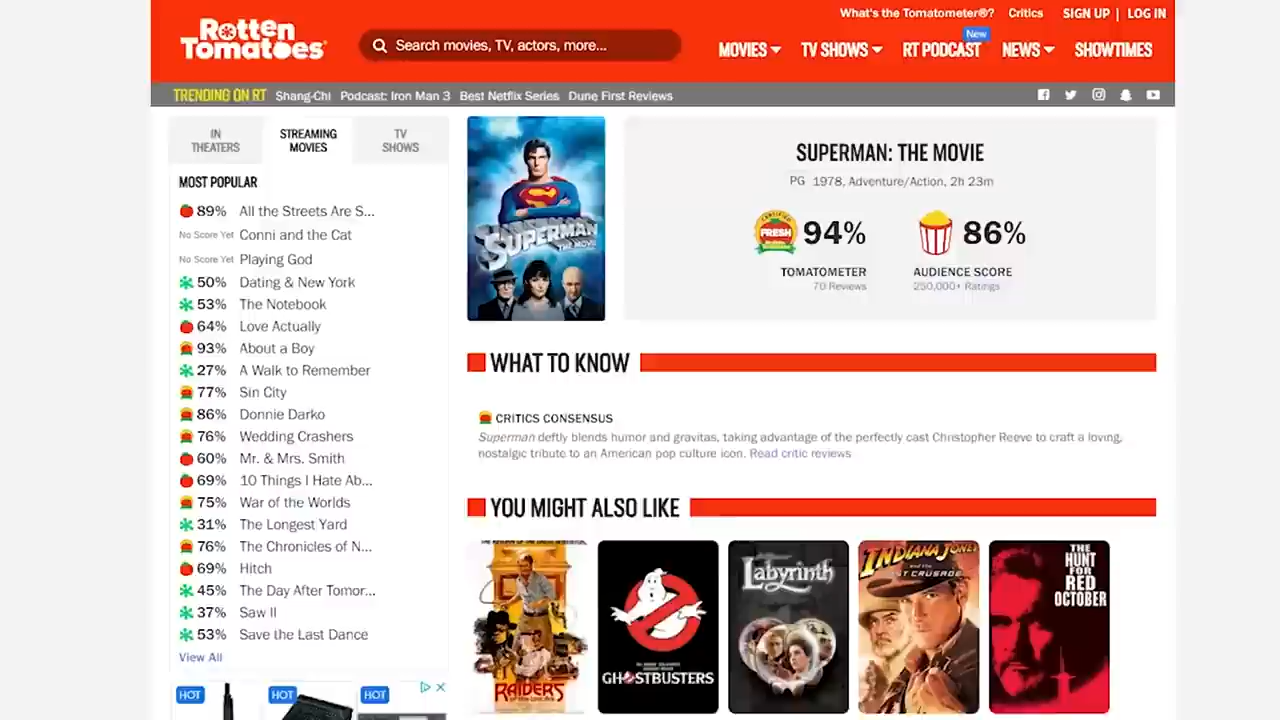 What's the Tomatometer®? Critics SIGN UP | LOG IN
Rotten Tomatoes
Search movies, TV, actors, more...
New
MOVIES TV SHOWS RT PODCAST NEWS SHOWTIMES
TRENDING ON RT Shang-Chi Podcast: Iron Man 3 Best Netflix Series Dune First Reviews
IN THEATERS
STREAMING MOVIES
TV SHOWS
MOST POPULAR
89% All the Streets Are S...
No Score Yet Conni and the Cat
No Score Yet Playing God
50% Dating & New York
53% The Notebook
64% Love Actually
93% About a Boy
27% A Walk to Remember
77% Sin City
86% Donnie Darko
76% Wedding Crashers
60% Mr. & Mrs. Smith
69% 10 Things I Hate Ab...
75% War of the Worlds
31% The Longest Yard
76% The Chronicles of N...
69% Hitch
45% The Day After Tomor...
37% Saw II
53% Save the Last Dance
View All
HOT HOT HOT
SUPERMAN
THE MOVIE
SUPERMAN: THE MOVIE
PG 1978, Adventure/Action, 2h 23m
CERTIFIED FRESH
94% 86%
TOMATOMETER AUDIENCE SCORE
70 Reviews 250,000+ Ratings
WHAT TO KNOW
CRITICS CONSENSUS
Superman deftly blends humor and gravitas, taking advantage of the perfectly cast Christopher Reeve to craft a loving,
nostalgic tribute to an American pop culture icon. Read critic reviews
YOU MIGHT ALSO LIKE
RAIDERS
GHOSTBUSTERS
Labyrinth
INDIANA JONES
and the
LAST CRUSADE
THE
HUNT
FOR
RED
OCTOBER